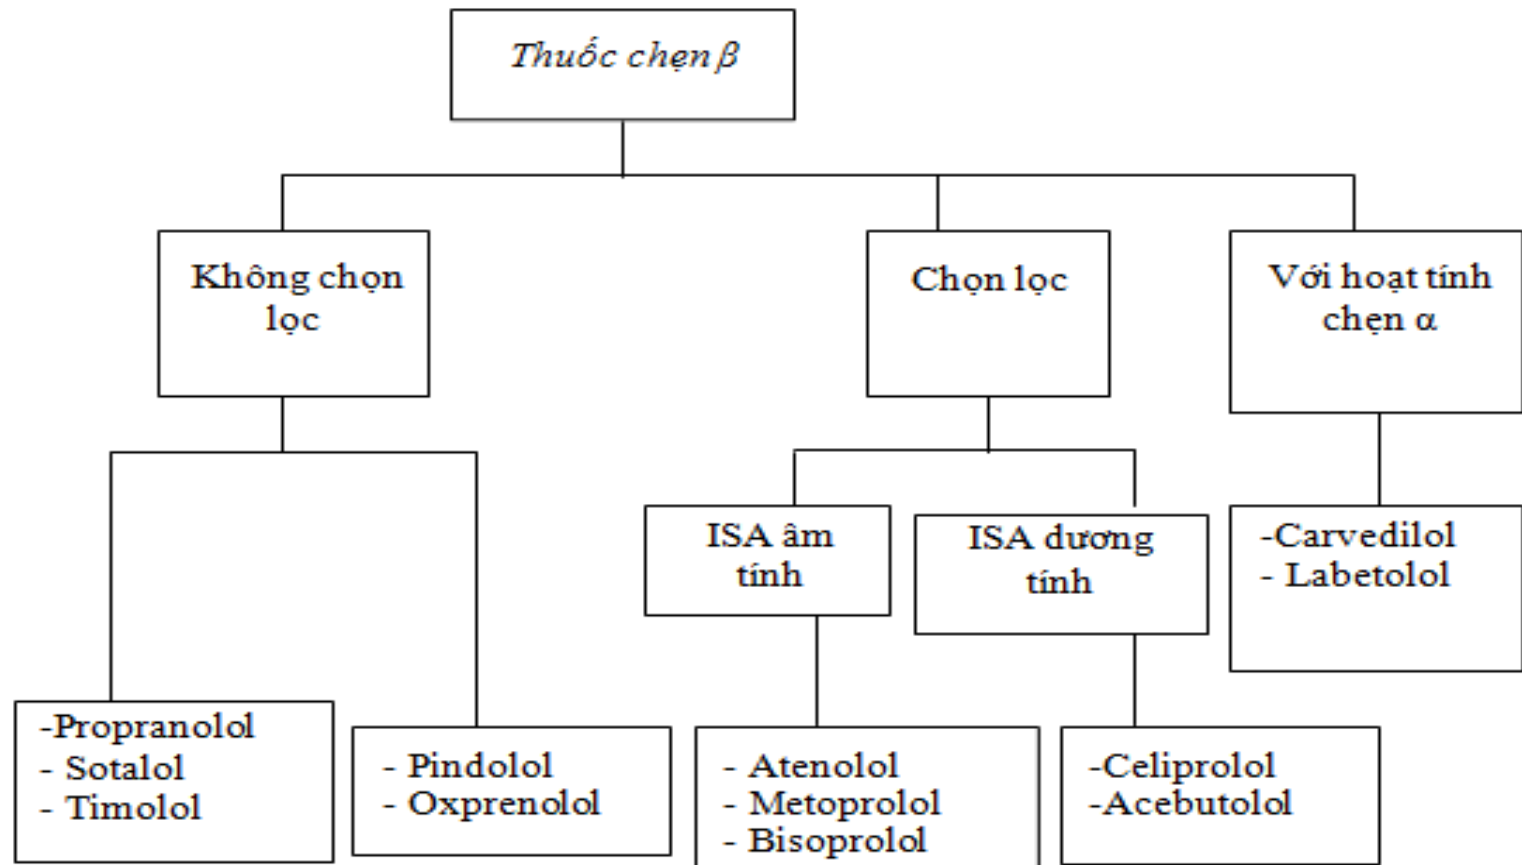 Thuốc chẹn β
Không chọn
lọc
Chọn lọc
Với hoạt tính
chẹn α
ISA âm
tính
ISA dương
tính
-Carvedilol
- Labetolol
-Propranolol
- Sotalol
- Timolol
- Pindolol
- Oxprenolol
- Atenolol
- Metoprolol
- Bisoprolol
-Celiprolol
-Acebutolol